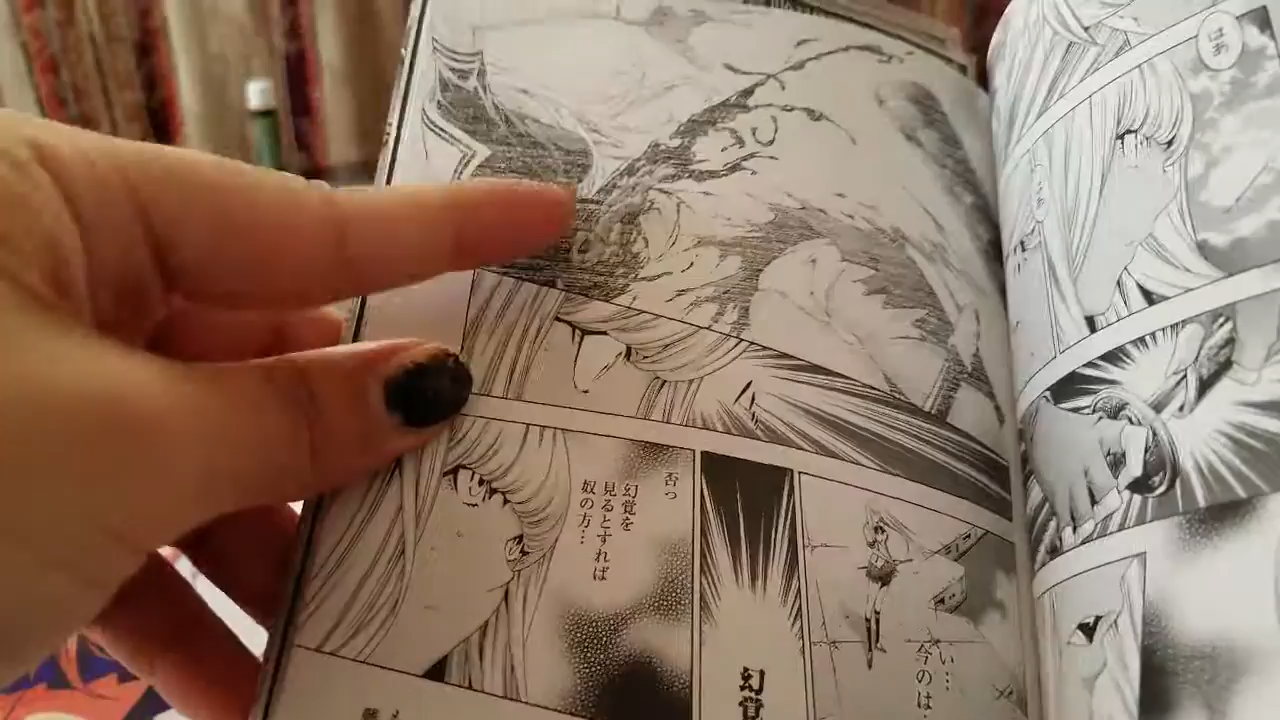 はあ
い…
今のは
幻覚
否っ
幻覚を
見るとすれば
奴の方…